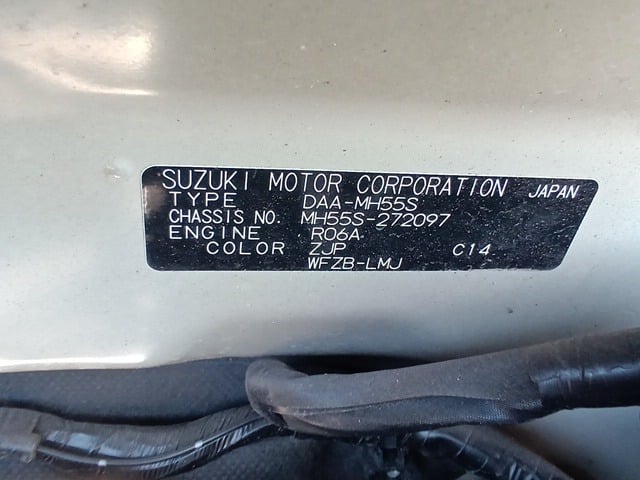 SUZUKI MOTOR CORPORATION JAPAN
TYPE DAA-MH55S
CHASSIS NO. MH55S-272097
ENGINE R06A
COLOR ZJP C14
WFZB-LMJ